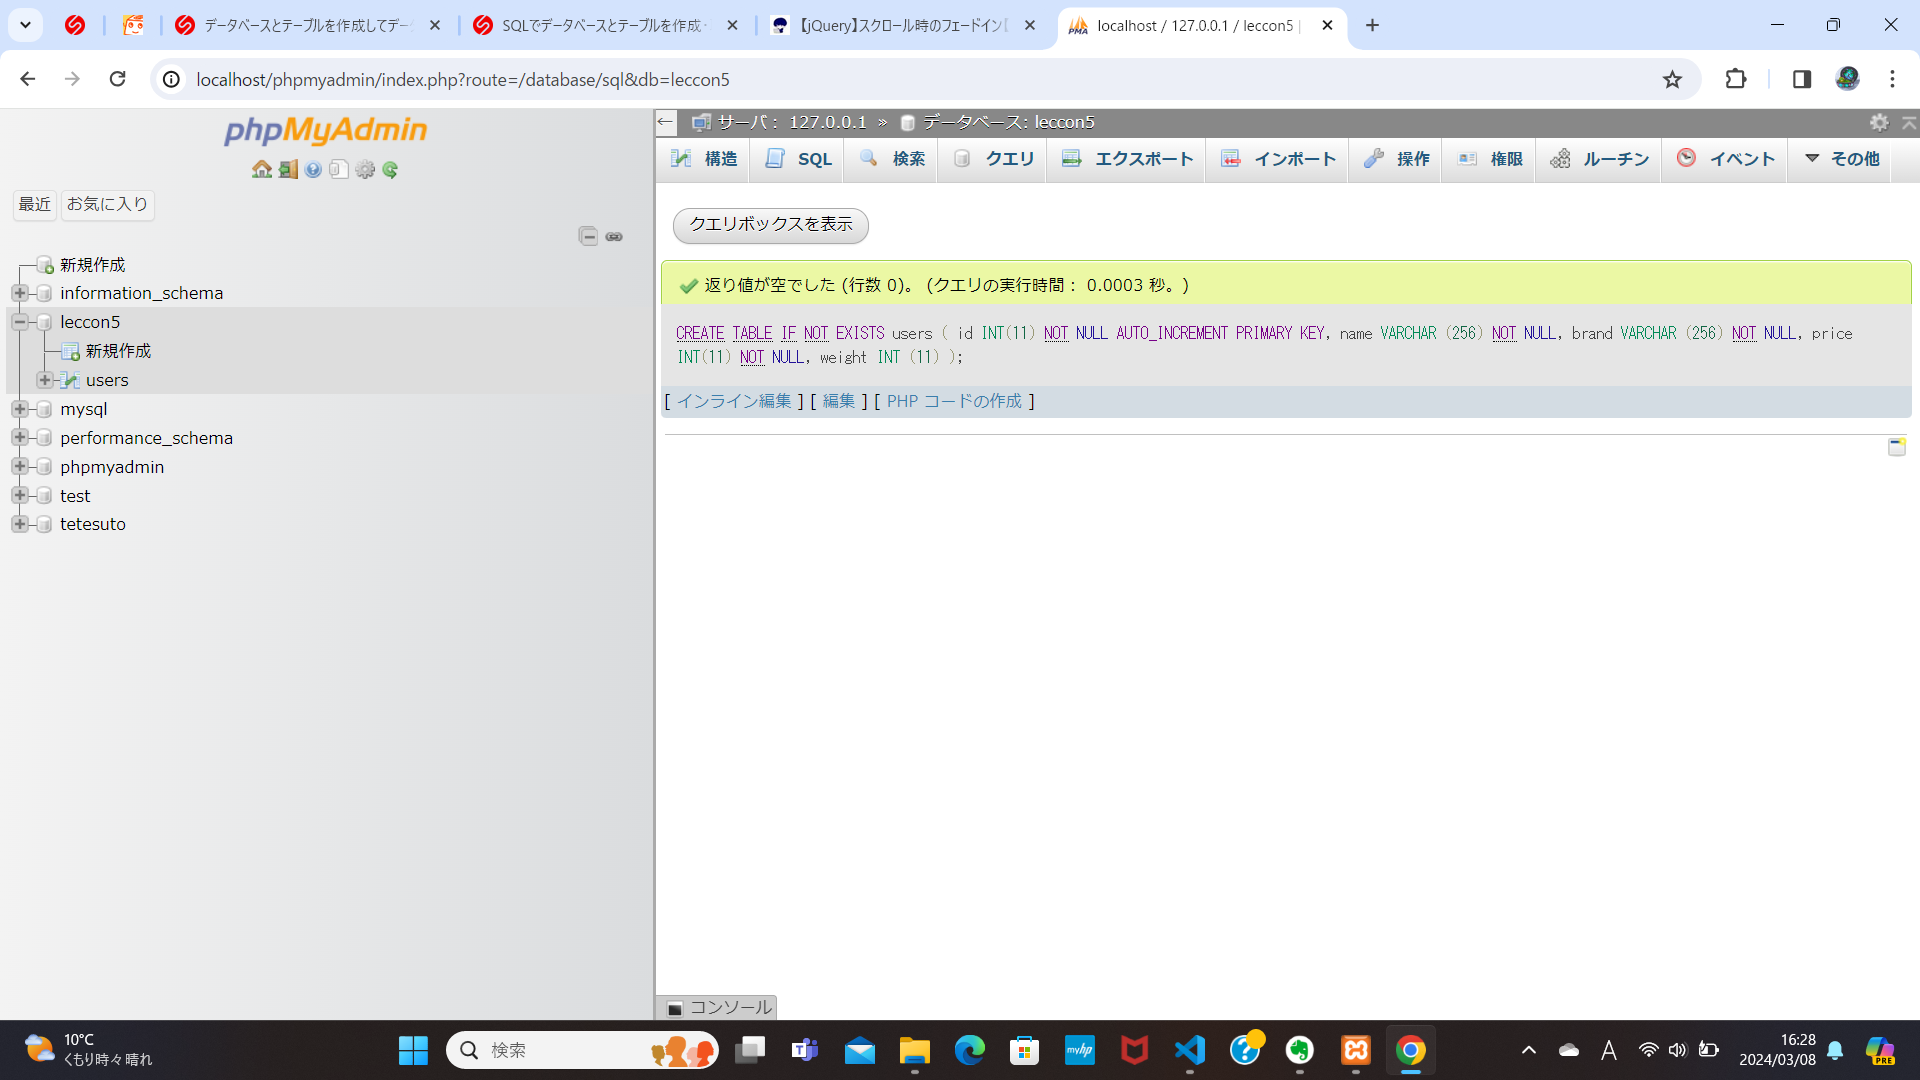 データベースとテーブルを作成してデー
SQLでデータベースとテーブルを作成・
【jQuery】スクロール時のフェードイン【
localhost / 127.0.0.1 / leccon5 |
localhost/phpmyadmin/index.php?route=/database/sql&db=leccon5
phpMyAdmin
最近
お気に入り
新規作成
information_schema
leccon5
新規作成
users
mysql
performance_schema
phpmyadmin
test
tetesuto
サーバ: 127.0.0.1 » データベース: leccon5
構造
SQL
検索
クエリ
エクスポート
インポート
操作
権限
ルーチン
イベント
その他
クエリボックスを表示
返り値が空でした (行数 0)。 (クエリの実行時間: 0.0003 秒。)
CREATE TABLE IF NOT EXISTS users ( id INT(11) NOT NULL AUTO_INCREMENT PRIMARY KEY, name VARCHAR (256) NOT NULL, brand VARCHAR (256) NOT NULL, price
INT(11) NOT NULL, weight INT (11) );
[ インライン編集 ] [ 編集 ] [ PHP コードの作成 ]
コンソール
10°C
くもり時々晴れ
検索
myhp
A
16:28
2024/03/08
PRE